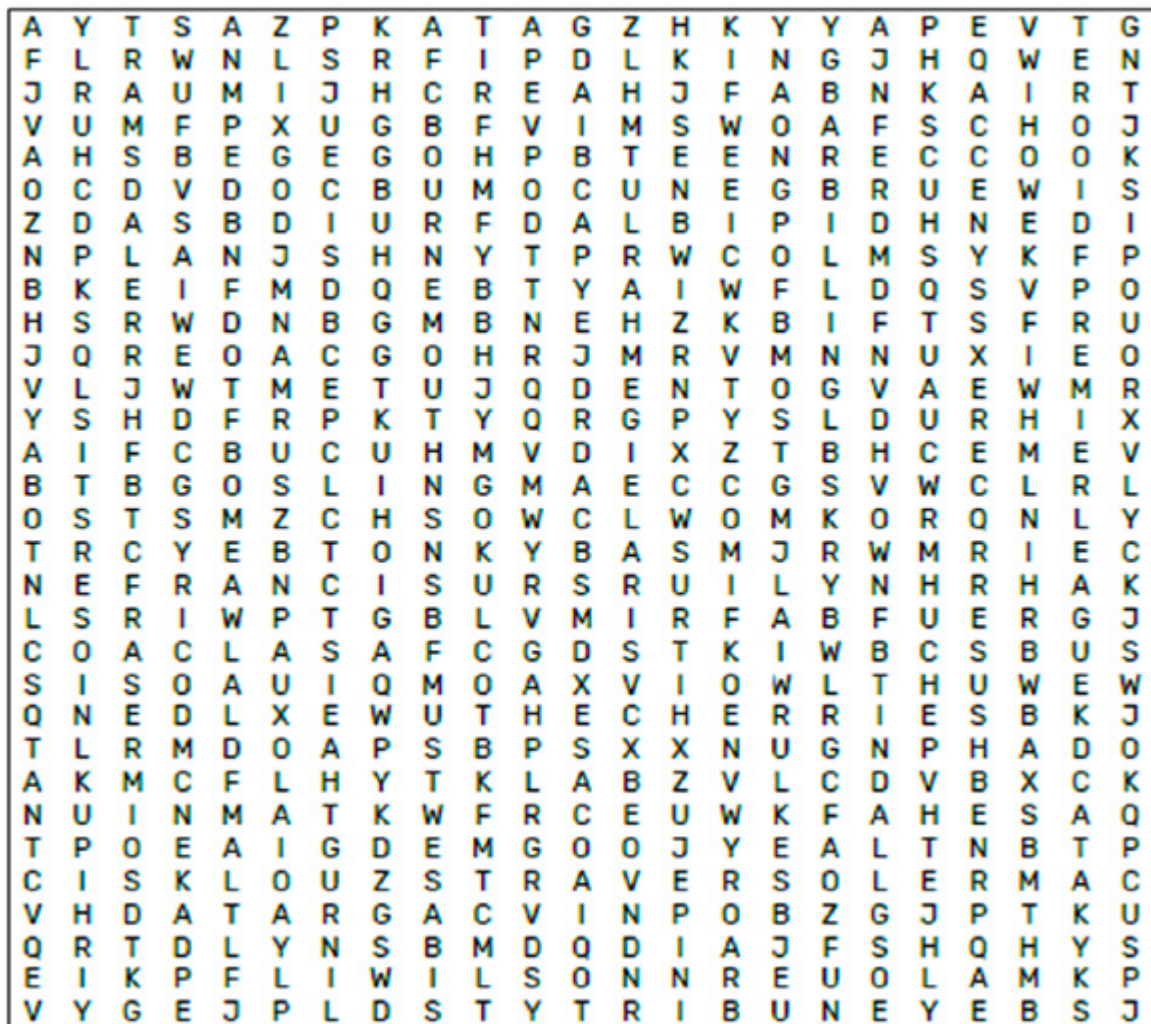 A Y T S A Z P K A T A G Z H K Y Y A P E V T G
F L R W N L S R F I P D L K I N G J H Q W E N
J R A U M I J H C R E A H J F A B N K A I R T
V U M F P X U G B F V I M S W O A F S C H O J
A H S B E G E G O H P B T E E N R E C C O O K
O C D V D O C B U M O C U N E G B R U E W I S
Z D A S B D I U R F D A L B I P I D H N E D I
N P L A N J S H N Y T P R W C O L M S Y K F P
B K E I F M D Q E B T Y A I W F L D Q S V P O
H S R W D N B G M B N E H Z K B I F T S F R U
J Q R E O A C G O H R J M R V M N N U X I E O
V L J W T M E T U J Q D E N T O G V A E W M R
Y S H D F R P K T Y Q R G P Y S L D U R H I X
A I F C B U C U H M V D I X Z T B H C E M E V
B T B G O S L I N G M A E C C G S V W C L R L
O S T S M Z C H S O W C L W O M K O R Q N L Y
T R C Y E B T O N K Y B A S M J R W M R I E C
N E F R A N C I S U R S R U I L Y N H R H A K
L S R I W P T G B L V M I R F A B F U E R G J
C O A C L A S A F C G D S T K I W B C S B U S
S I S O A U I Q M O A X V I O W L T H U W E W
Q N E D L X E W U T H E C H E R R I E S B K J
T L R M D O A P S B P S X X N U G N P H A D O
A K M C F L H Y T K L A B Z V L C D V B X C K
N U I N M A T K W F R C E U W K F A H E S A Q
T P O E A I G D E M G O O J Y E A L T N B T P
C I S K L O U Z S T R A V E R S O L E R M A C
V H D A T A R G A C V I N P O B Z G J P T K U
Q R T D L Y N S B M D Q D I A J F S H Q H Y S
E I K P F L I W I L S O N N R E U O L A M K P
V Y G E J P L D S T Y T R I B U N E Y E B S J